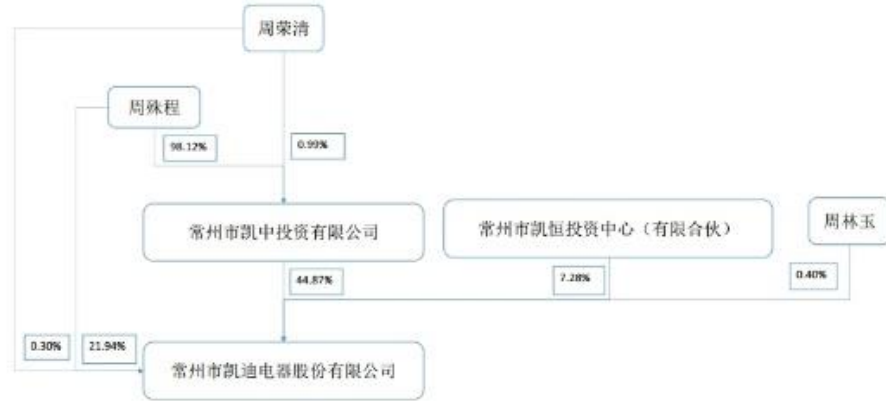 周荣清
周殊程
98.12%
0.99%
常州市凯中投资有限公司
常州市凯恒投资中心（有限合伙）
周林玉
44.87%
7.28%
0.40%
0.30%
21.94%
常州市凯迪电器股份有限公司